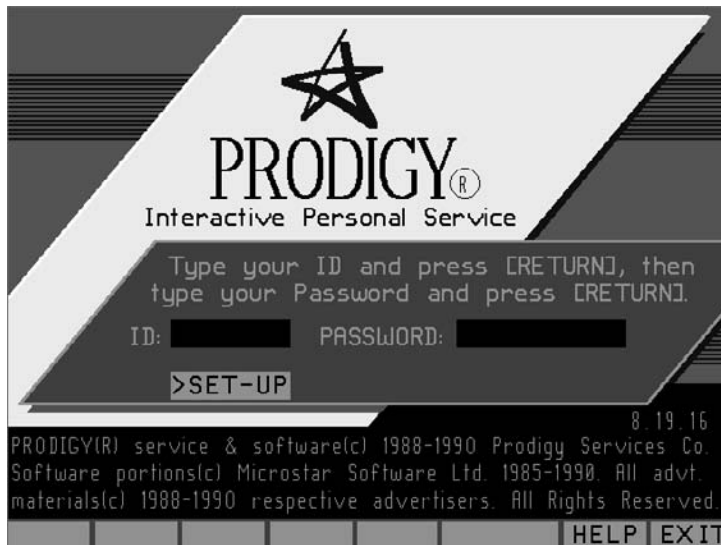 PRODIGY®
Interactive Personal Service
Type your ID and press [RETURN], then
type your Password and press [RETURN].
ID: PASSWORD:
>SET-UP
8.19.16
PRODIGY(R) service & software(c) 1988-1990 Prodigy Services Co.
Software portions(c) Microstar Software Ltd. 1985-1990. All advt.
materials(c) 1988-1990 respective advertisers. All Rights Reserved.
HELP EXIT